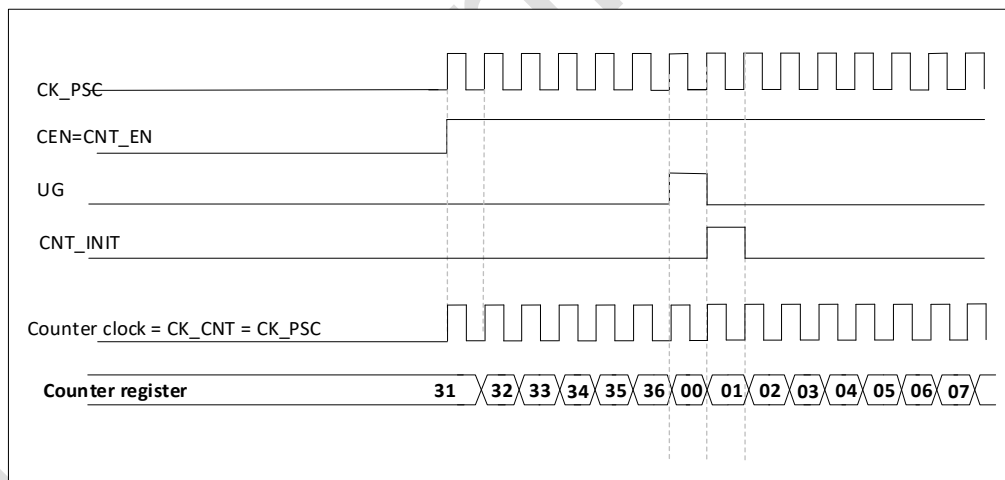 CK_PSC
CEN=CNT_EN
UG
CNT_INIT
Counter clock = CK_CNT = CK_PSC
Counter register 31 32 33 34 35 36 00 01 02 03 04 05 06 07